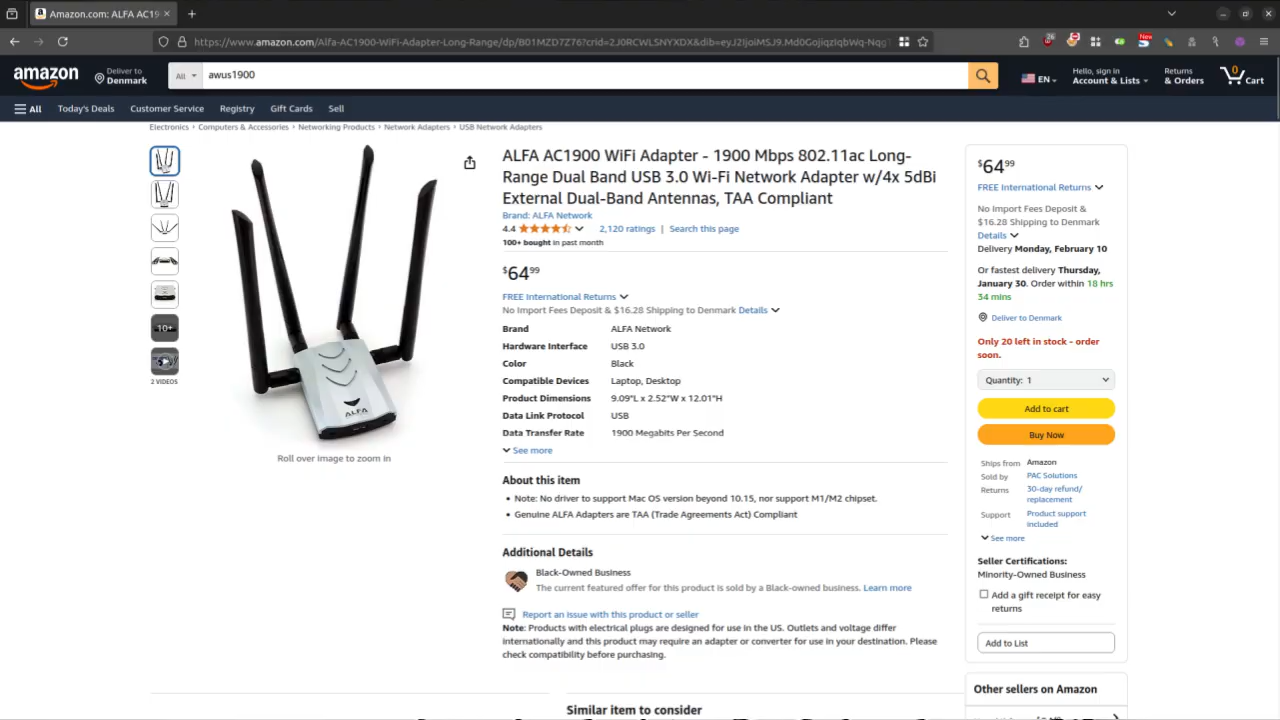 Amazon.com: ALFA AC19
https://www.amazon.com/Alfa-AC1900-WiFi-Adapter-Long-Range/dp/B01MZD7Z76?crid=
amazon
Deliver to
Denmark
All
awus1900
EN
Hello, sign in
Account & Lists
Returns
& Orders
0
Cart
All
Today's Deals
Customer Service
Registry
Gift Cards
Sell
Electronics › Computers & Accessories › Networking Products › Network Adapters › USB Network Adapters
10+
2 VIDEOS
ALFA
Roll over image to zoom in
ALFA AC1900 WiFi Adapter - 1900 Mbps 802.11ac Long-
Range Dual Band USB 3.0 Wi-Fi Network Adapter w/4x 5dBi
External Dual-Band Antennas, TAA Compliant
Brand: ALFA Network
4.4 2,120 ratings | Search this page
100+ bought in past month
$64 99
FREE International Returns
No Import Fees Deposit & $16.28 Shipping to Denmark Details
Brand ALFA Network
Hardware Interface USB 3.0
Color Black
Compatible Devices Laptop, Desktop
Product Dimensions 9.09"L x 2.52"W x 12.01"H
Data Link Protocol USB
Data Transfer Rate 1900 Megabits Per Second
See more
About this item
• Note: No driver to support Mac OS version beyond 10.15, nor support M1/M2 chipset.
• Genuine ALFA Adapters are TAA (Trade Agreements Act) Compliant
Additional Details
Black-Owned Business
The current featured offer for this product is sold by a Black-owned business. Learn more
Report an issue with this product or seller
Note: Products with electrical plugs are designed for use in the US. Outlets and voltage differ
internationally and this product may require an adapter or converter for use in your destination. Please
check compatibility before purchasing.
Similar item to consider
$64 99
FREE International Returns
No Import Fees Deposit &
$16.28 Shipping to Denmark
Details
Delivery Monday, February 10
Or fastest delivery Thursday,
January 30. Order within 18 hrs
34 mins
Deliver to Denmark
Only 20 left in stock - order
soon.
Quantity: 1
Add to cart
Buy Now
Ships from Amazon
Sold by PAC Solutions
Returns 30-day refund/
replacement
Support Product support
included
See more
Seller Certifications:
Minority-Owned Business
Add a gift receipt for easy
returns
Add to List
Other sellers on Amazon